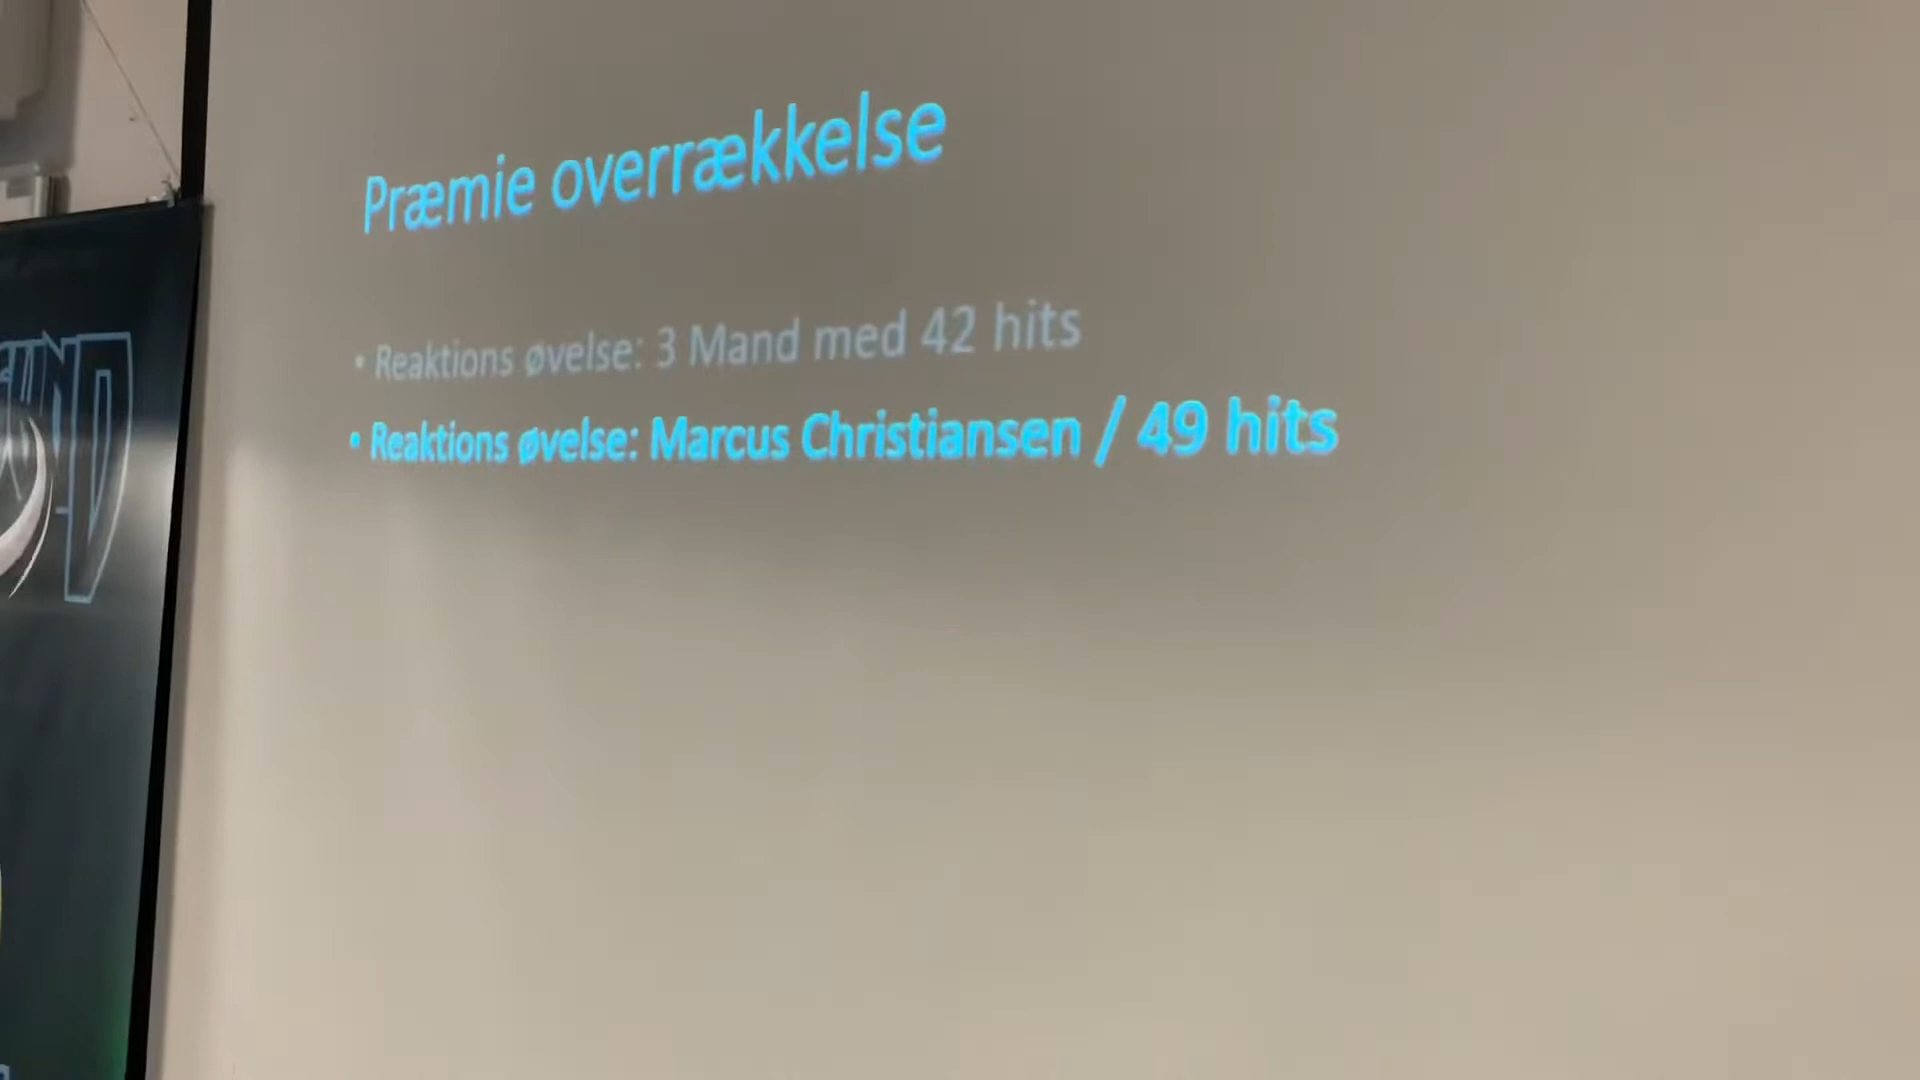 Præmie overrækkelse
• Reaktions øvelse: 3 Mand med 42 hits
• Reaktions øvelse: Marcus Christiansen / 49 hits